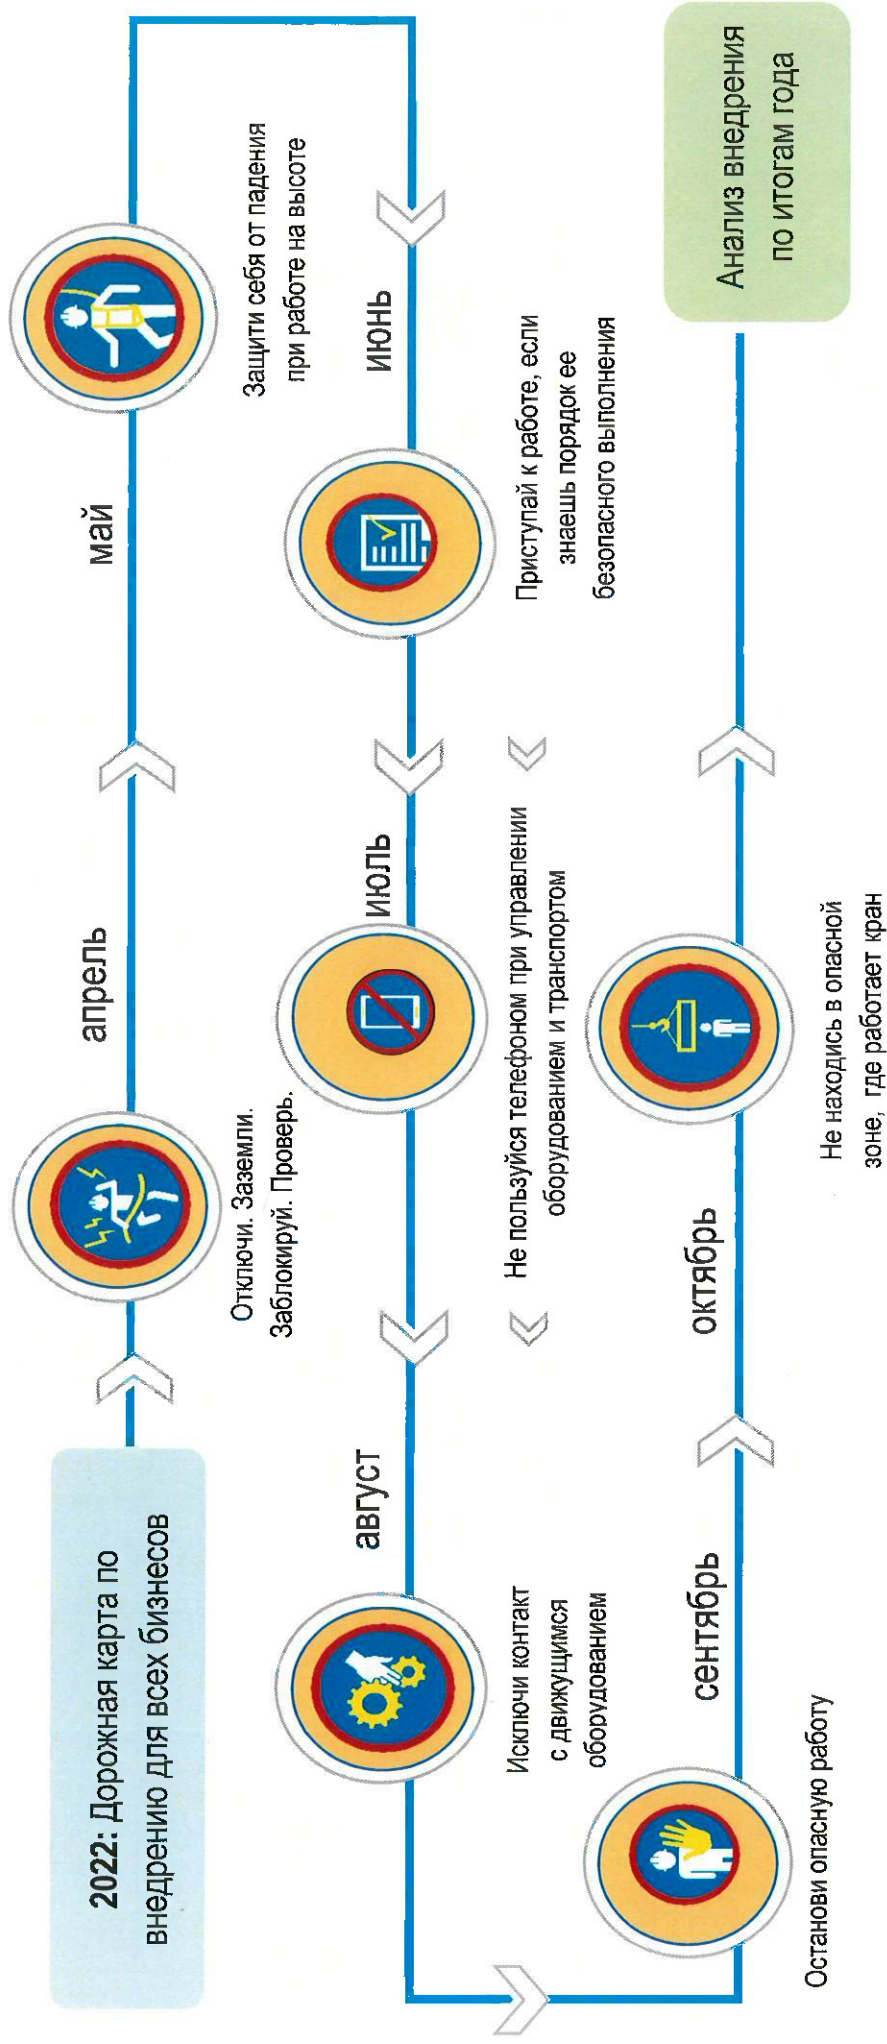 2022: Дорожная карта по
внедрению для всех бизнесов
апрель
Отключи. Заземли.
Заблокируй. Проверь.
май
Защити себя от падения
при работе на высоте
июнь
Приступай к работе, если
знаешь порядок ее
безопасного выполнения
июль
Не пользуйся телефоном при управлении
оборудованием и транспортом
август
Исключи контакт
с движущимся
оборудованием
сентябрь
Останови опасную работу
октябрь
Не находись в опасной
зоне, где работает кран
Анализ внедрения
по итогам года